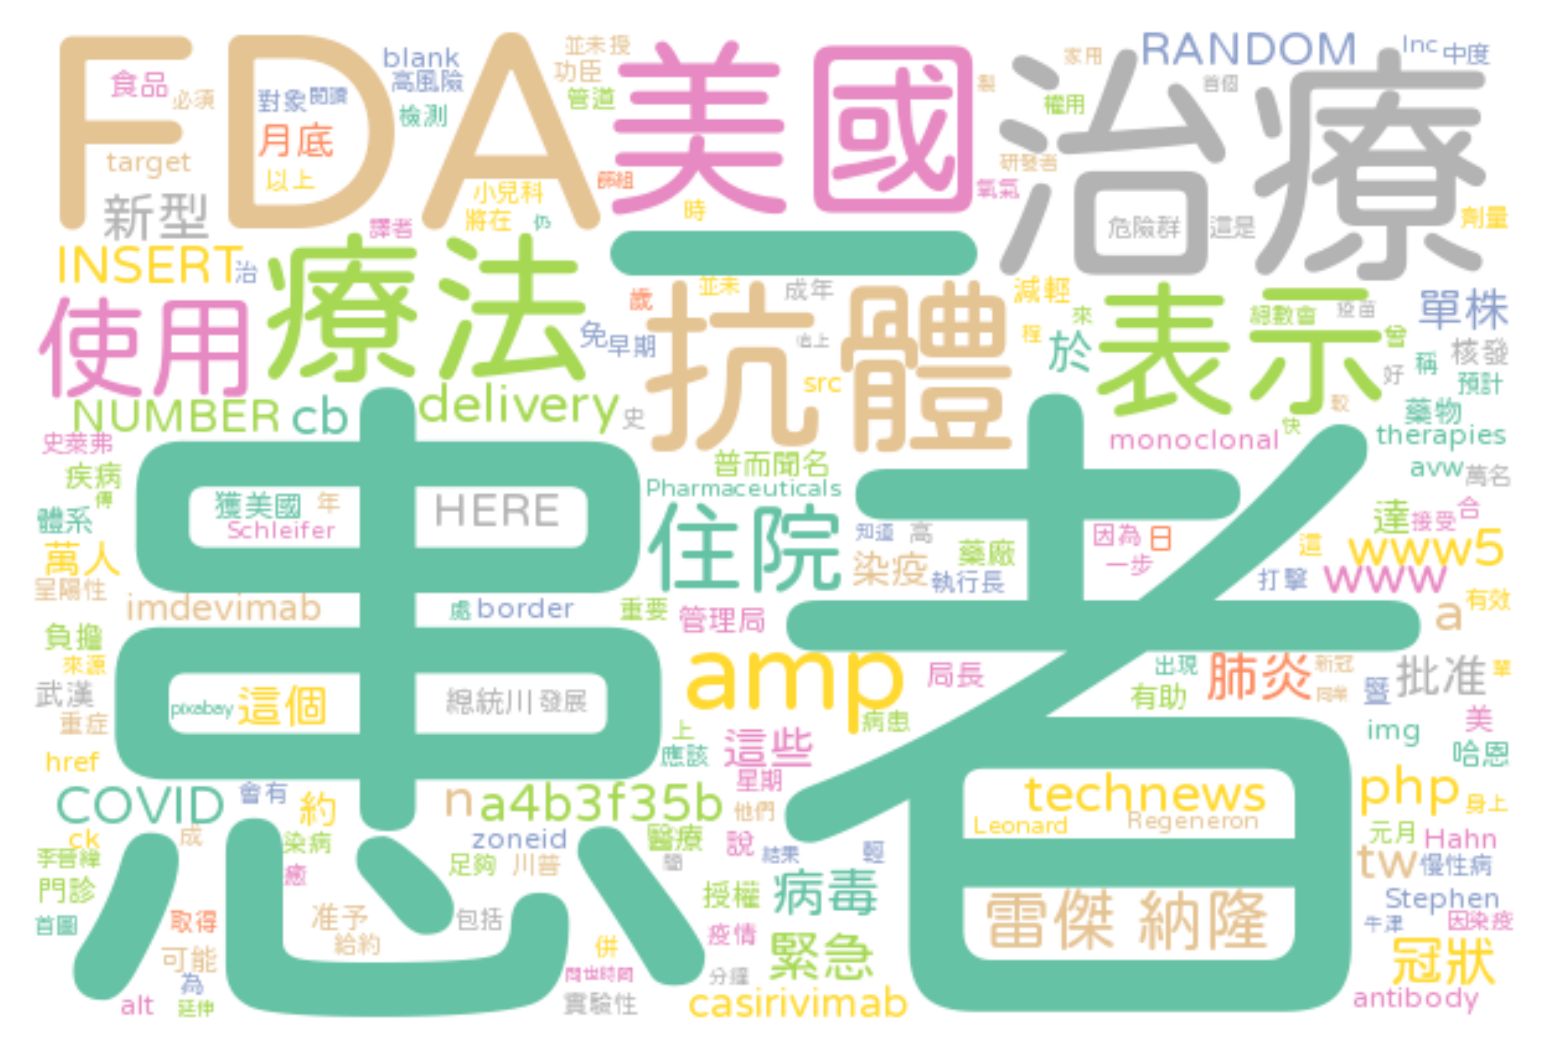 FDA
美國
治療
blank
高風險
並未授
功臣
管道
家用
RANDOM
Inc
中度
食品
必須
對象
閱讀
月底
檢測
以上
target
新型
小兒科
將在
仍
時
氧氣
研發者
權用
首個
製
危險群
這是
劑量
譯者
INSERT
治
療法
一
使用
免
早期
歲
並未
成年
抗體
減輕
程
來
於
src
表示
疫苗
曾
好
單株
核發
稱
預計
NUMBER
cb
delivery
史
monoclonal
快
較
藥物
therapies
avw
萬名
史萊弗
疾病
體系
萬人
呈陽性
患者
獲美國
年
Schleifer
HERE
普而聞名
Pharmaceuticals
住院
知道
高
染疫
藥廠
執行長
因為
日
一步
達
接受
合
這
www5
打擊
www
a
有效
imdevimab
處
border
重要
管理局
負擔
來源
武漢
重症
pixabay
這個
總統川
發展
amp
局長
病患
上
應該
這些
星期
出現
有助
肺炎
新冠
同業
暨
批准
單
img
美
哈恩
href
COVID
會有
約
n
a4b3f35b
他們
technews
Leonard
Regeneron
php
身上
ck
成
染病
zoneid
足夠
川普
醫療
說
結果
輕
元月
Hahn
tw
慢性病
李晉緯
門診
癒
授權
病毒
雷傑
納隆
Stephen
牛津
因染疫
首圖
取得
准予
給約
包括
疫情
緊急
可能
為
延伸
alt
併
問世時間
分鐘
實驗性
casirivimab
冠狀
antibody